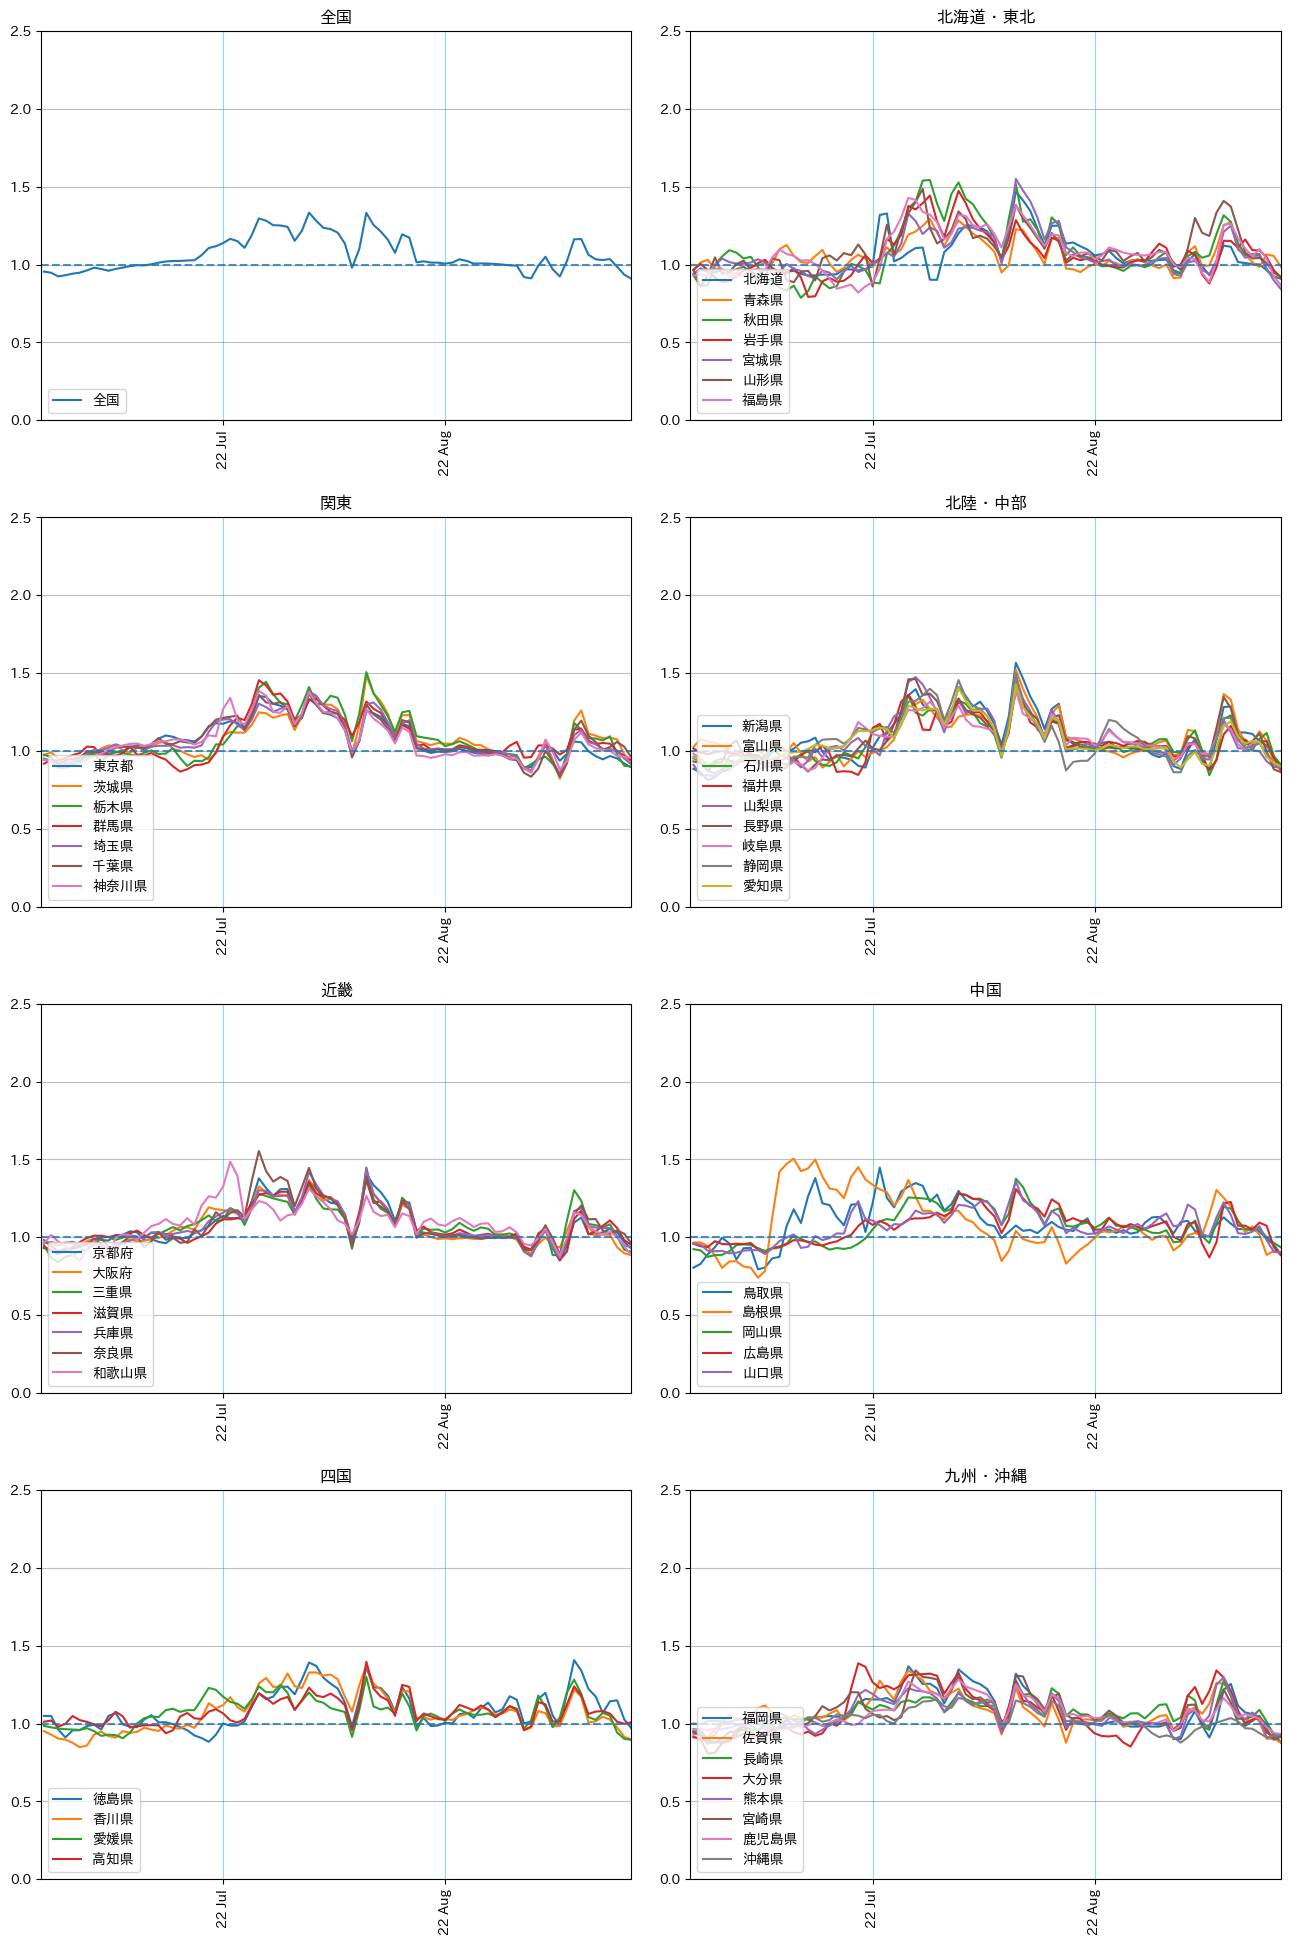 全国
2.5
2.0
1.5
1.0
0.5
0.0
22 Jul
22 Aug
全国
北海道・東北
2.5
2.0
1.5
1.0
0.5
0.0
22 Jul
22 Aug
北海道
青森県
秋田県
岩手県
宮城県
山形県
福島県
関東
2.5
2.0
1.5
1.0
0.5
0.0
22 Jul
22 Aug
東京都
茨城県
栃木県
群馬県
埼玉県
千葉県
神奈川県
北陸・中部
2.5
2.0
1.5
1.0
0.5
0.0
22 Jul
22 Aug
新潟県
富山県
石川県
福井県
山梨県
長野県
岐阜県
静岡県
愛知県
近畿
2.5
2.0
1.5
1.0
0.5
0.0
22 Jul
22 Aug
京都府
大阪府
三重県
滋賀県
兵庫県
奈良県
和歌山県
中国
2.5
2.0
1.5
1.0
0.5
0.0
22 Jul
22 Aug
鳥取県
島根県
岡山県
広島県
山口県
四国
2.5
2.0
1.5
1.0
0.5
0.0
22 Jul
22 Aug
徳島県
香川県
愛媛県
高知県
九州・沖縄
2.5
2.0
1.5
1.0
0.5
0.0
22 Jul
22 Aug
福岡県
佐賀県
長崎県
大分県
熊本県
宮崎県
鹿児島県
沖縄県